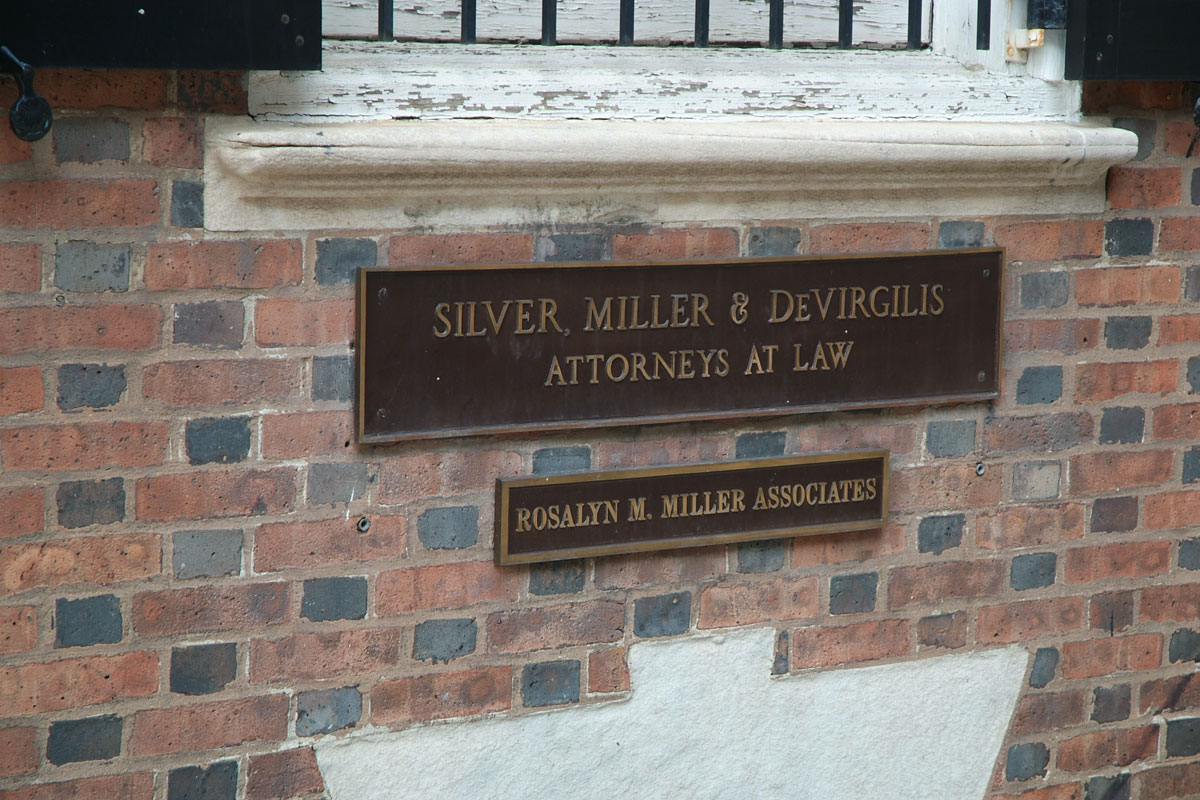 SILVER, MILLER & DEVIRGILIS
ATTORNEYS AT LAW
ROSALYN M. MILLER ASSOCIATES